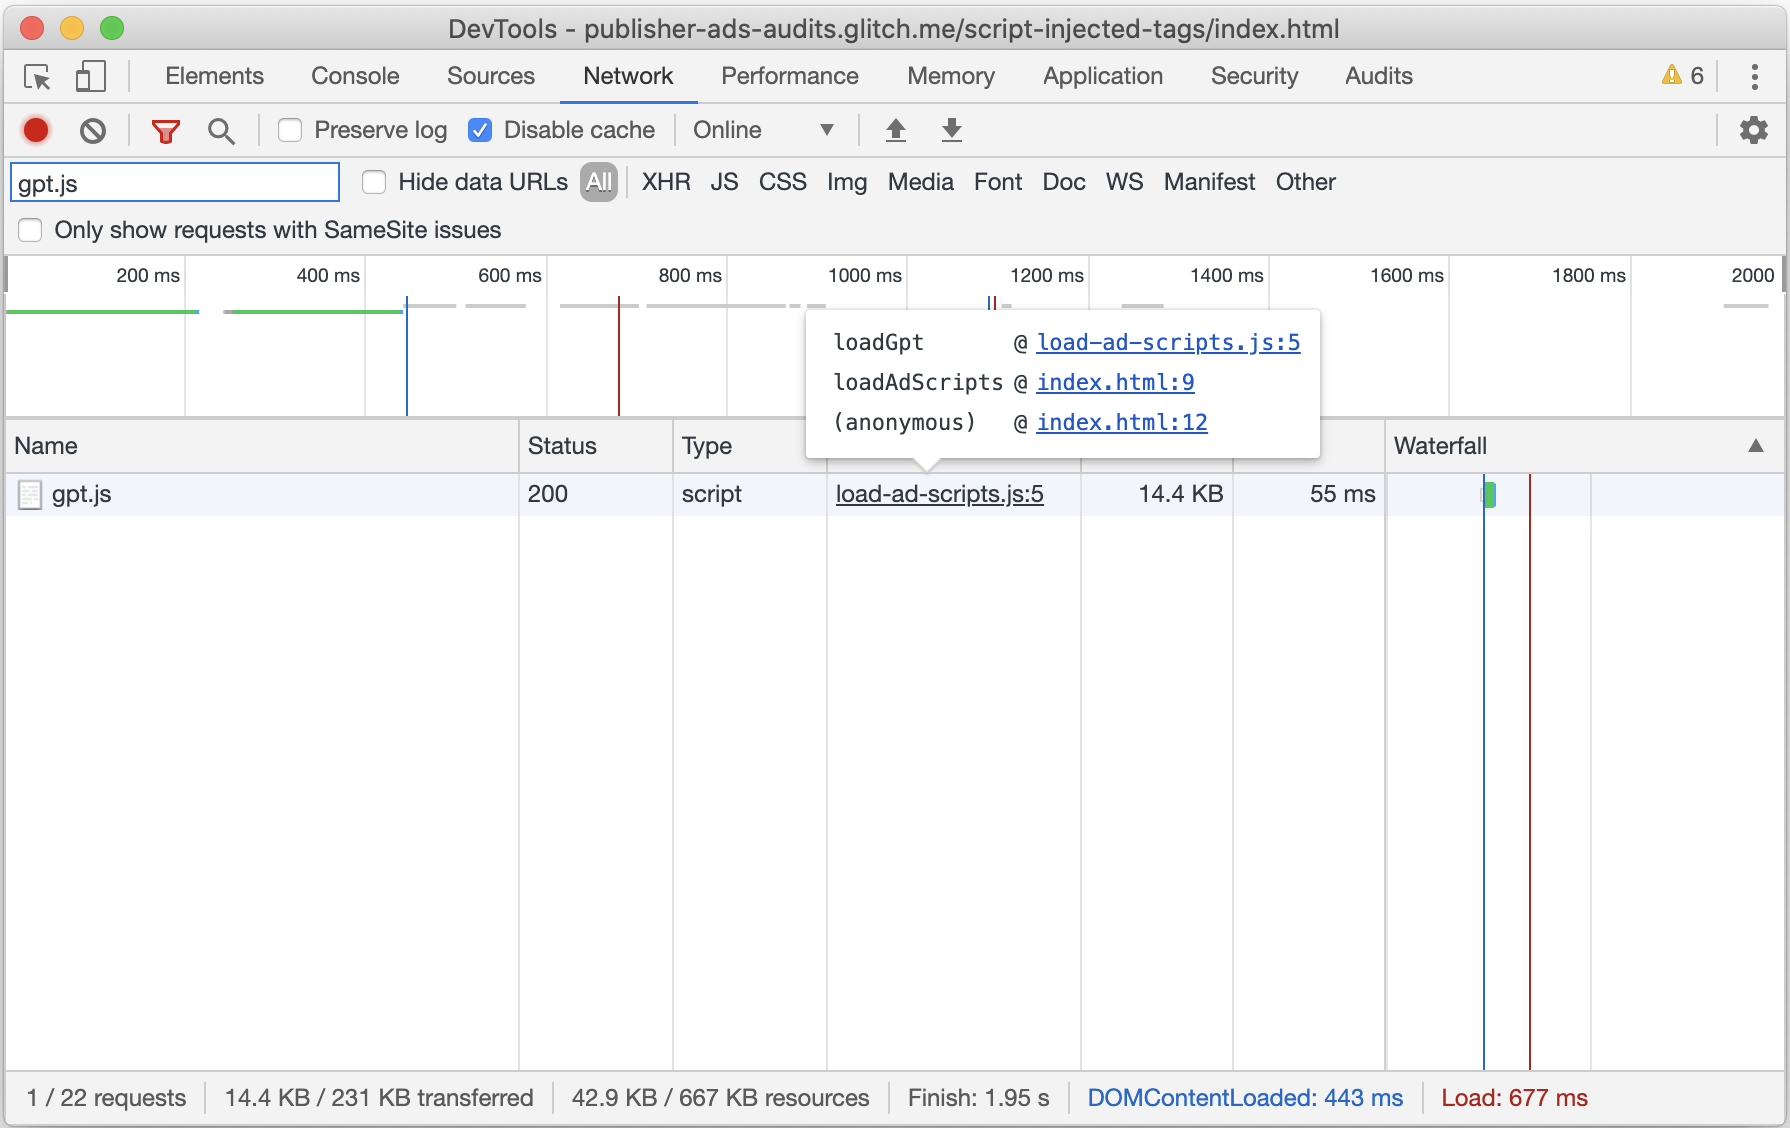 DevTools - publisher-ads-audits.glitch.me/script-injected-tags/index.html
Elements Console Sources Network Performance Memory Application Security Audits 6
Preserve log Disable cache Online
gpt.js Hide data URLs All XHR JS CSS Img Media Font Doc WS Manifest Other
Only show requests with SameSite issues
200 ms 400 ms 600 ms 800 ms 1000 ms 1200 ms 1400 ms 1600 ms 1800 ms 2000
loadGpt @ load-ad-scripts.js:5
loadAdScripts @ index.html:9
(anonymous) @ index.html:12
Name Status Type Waterfall
gpt.js 200 script load-ad-scripts.js:5 14.4 KB 55 ms
1 / 22 requests 14.4 KB / 231 KB transferred 42.9 KB / 667 KB resources Finish: 1.95 s DOMContentLoaded: 443 ms Load: 677 ms